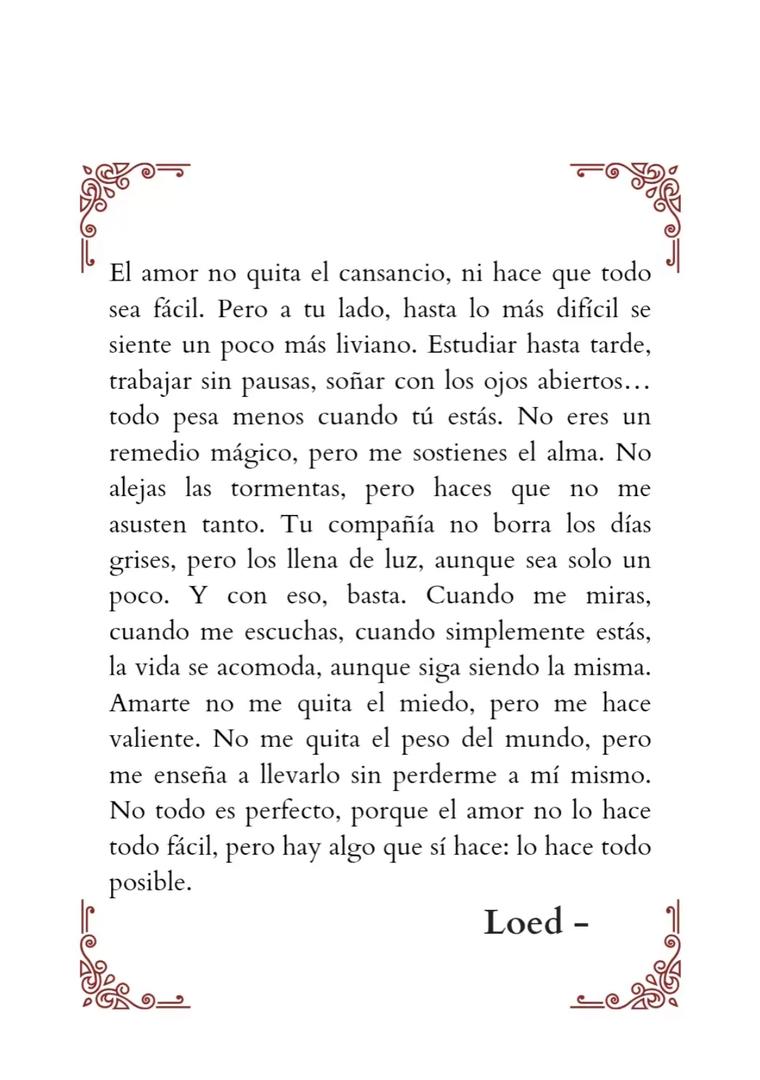 El amor no quita el cansancio, ni hace que todo
sea fácil. Pero a tu lado, hasta lo más difícil se
siente un poco más liviano. Estudiar hasta tarde,
trabajar sin pausas, soñar con los ojos abiertos…
todo pesa menos cuando tú estás. No eres un
remedio mágico, pero me sostienes el alma. No
alejas las tormentas, pero haces que no me
asusten tanto. Tu compañía no borra los días
grises, pero los llena de luz, aunque sea solo un
poco. Y con eso, basta. Cuando me miras,
cuando me escuchas, cuando simplemente estás,
la vida se acomoda, aunque siga siendo la misma.
Amarte no me quita el miedo, pero me hace
valiente. No me quita el peso del mundo, pero
me enseña a llevarlo sin perderme a mí mismo.
No todo es perfecto, porque el amor no lo hace
todo fácil, pero hay algo que sí hace: lo hace todo
posible.
Loed -